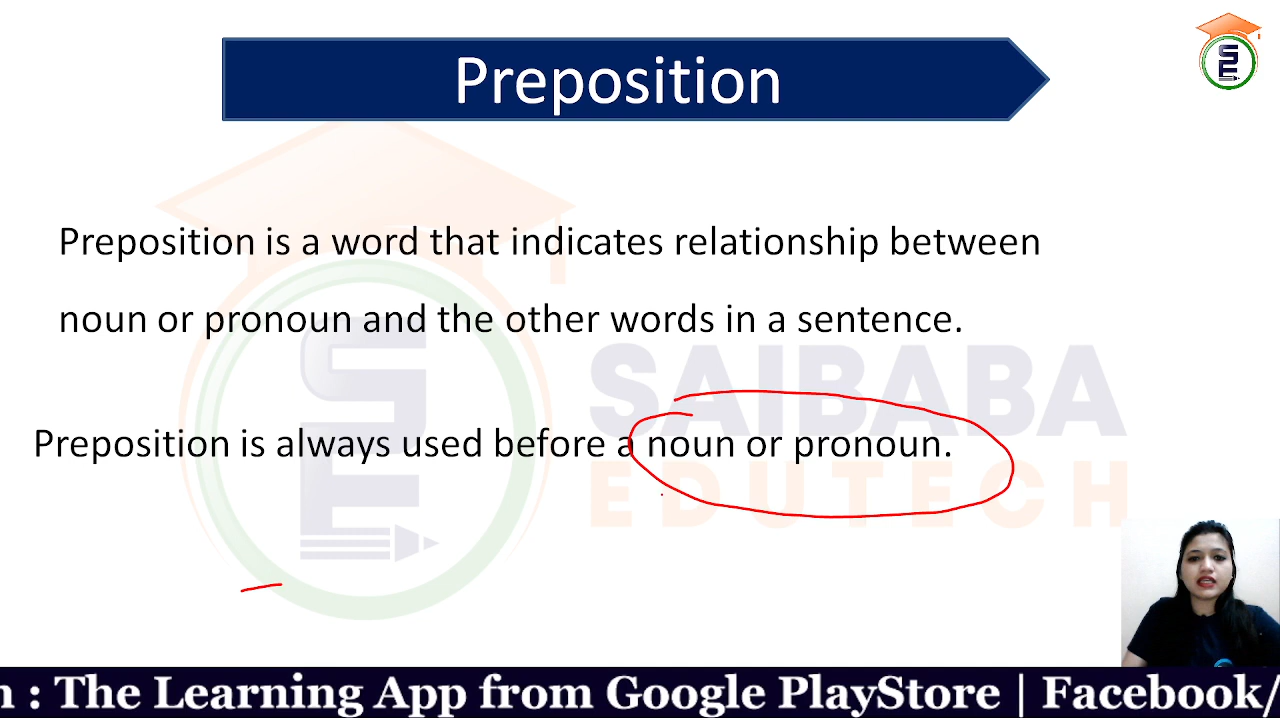 Preposition
Preposition is a word that indicates relationship between
noun or pronoun and the other words in a sentence.
SAIBABA
Preposition is always used before a noun or pronoun.
EDUTECH
n : The Learning App from Google PlayStore | Facebook/